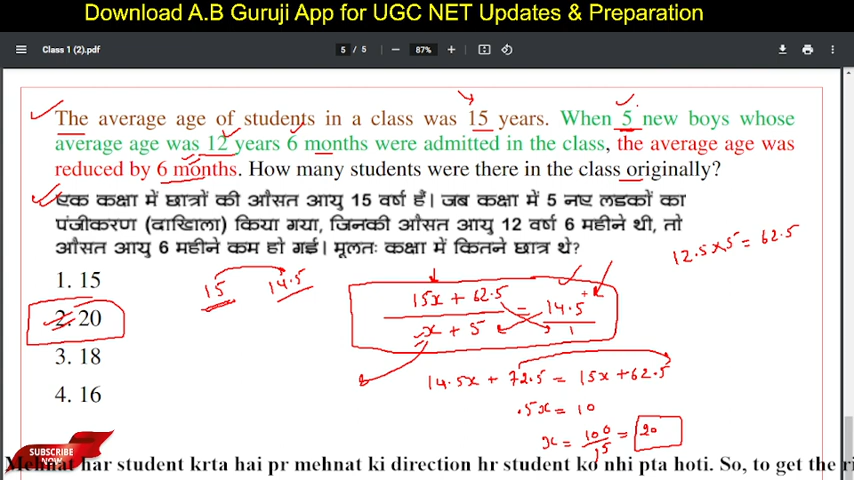 Download A.B Guruji App for UGC NET Updates & Preparation
Class 1 (2).pdf
5 / 5
87%
The average age of students in a class was 15 years. When 5 new boys whose
average age was 12 years 6 months were admitted in the class, the average age was
reduced by 6 months. How many students were there in the class originally?
एक कक्षा में छात्रों की औसत आयु 15 वर्ष हैं। जब कक्षा में 5 नए लडकों का
पंजीकरण (दाखिला) किया गया, जिनकी औसत आयु 12 वर्ष 6 महीने थी, तो
औसत आयु 6 महीने कम हो गई। मूलतः कक्षा में कितने छात्र थे?
12.5×5=62.5
1. 15
2. 20
3. 18
4. 16
15 14.5
15x + 62.5 = 14.5
x + 5 1
14.5x + 72.5 = 15x + 62.5
.5x = 10
x = 100 = 20
SUBSCRIBE
NOW
Mehnat har student krta hai pr mehnat ki direction hr student ko nhi pta hoti. So, to get the ri